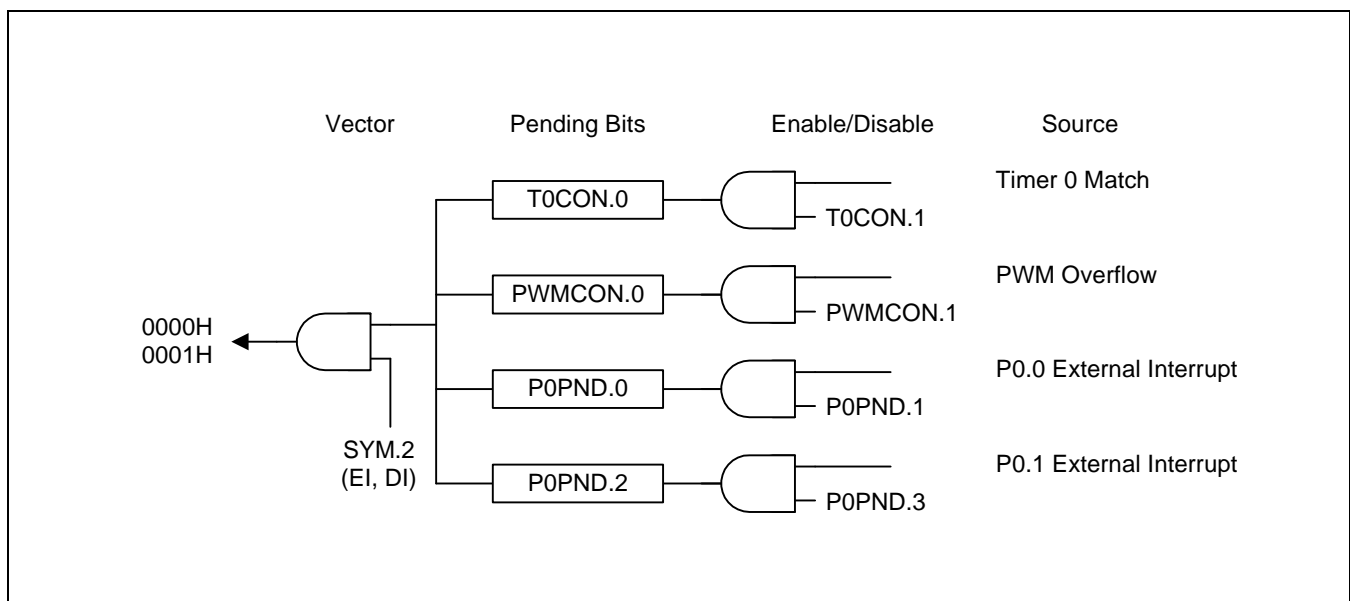 Vector
Pending Bits
Enable/Disable
Source
T0CON.0
T0CON.1
Timer 0 Match
PWMCON.0
PWMCON.1
PWM Overflow
0000H
0001H
P0PND.0
P0PND.1
P0.0 External Interrupt
SYM.2
(EI, DI)
P0PND.2
P0PND.3
P0.1 External Interrupt